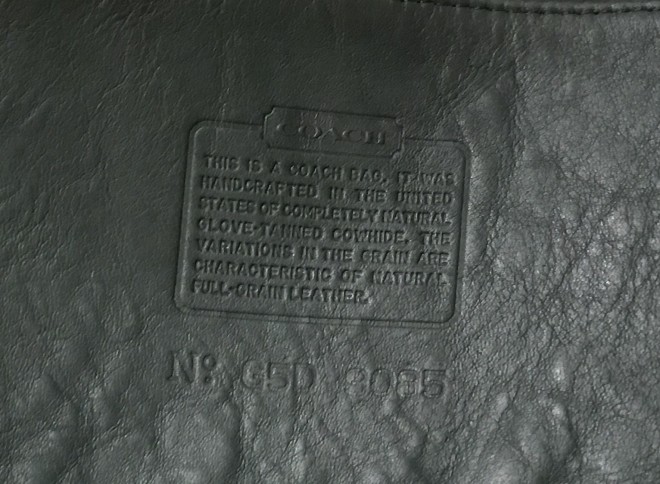 COACH
THIS IS A COACH BAG. IT WAS
HANDCRAFTED IN THE UNITED
STATES OF COMPLETELY NATURAL
GLOVE-TANNED COWHIDE. THE
VARIATIONS IN THE GRAIN ARE
CHARACTERISTIC OF NATURAL
FULL-GRAIN LEATHER.
No: G5D 9085